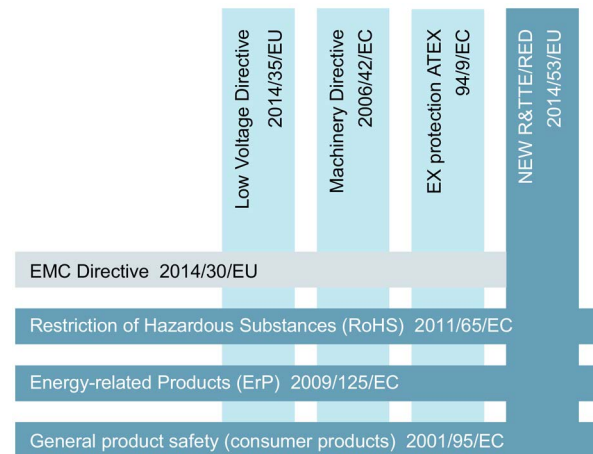 Low Voltage Directive
2014/35/EU
Machinery Directive
2006/42/EC
EX protection ATEX
94/9/EC
NEW R&TTE/RED
2014/53/EU
EMC Directive 2014/30/EU
Restriction of Hazardous Substances (RoHS) 2011/65/EC
Energy-related Products (ErP) 2009/125/EC
General product safety (consumer products) 2001/95/EC